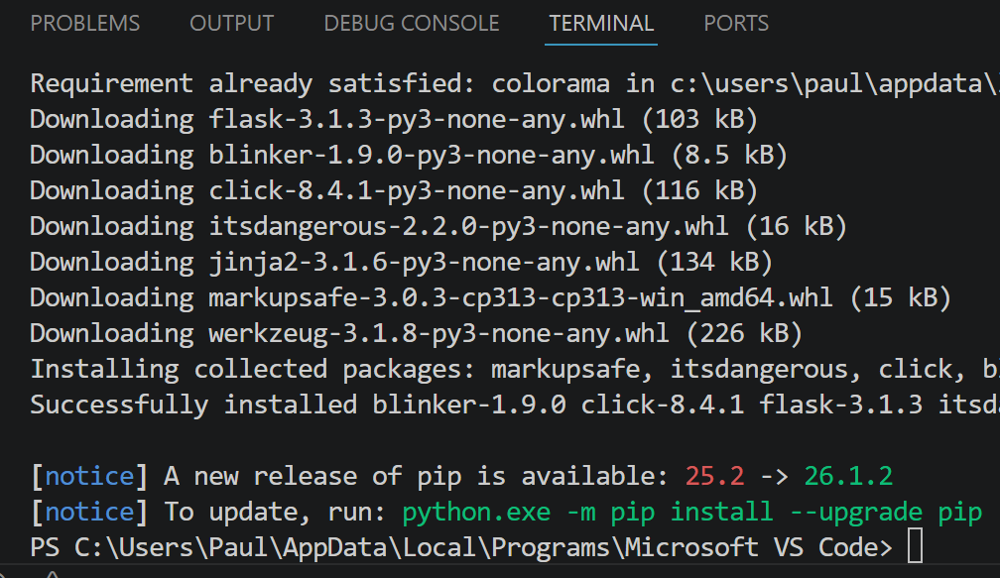 PROBLEMS OUTPUT DEBUG CONSOLE TERMINAL PORTS
Requirement already satisfied: colorama in c:\users\paul\appdata\
Downloading flask-3.1.3-py3-none-any.whl (103 kB)
Downloading blinker-1.9.0-py3-none-any.whl (8.5 kB)
Downloading click-8.4.1-py3-none-any.whl (116 kB)
Downloading itsdangerous-2.2.0-py3-none-any.whl (16 kB)
Downloading jinja2-3.1.6-py3-none-any.whl (134 kB)
Downloading markupsafe-3.0.3-cp313-cp313-win_amd64.whl (15 kB)
Downloading werkzeug-3.1.8-py3-none-any.whl (226 kB)
Installing collected packages: markupsafe, itsdangerous, click,
Successfully installed blinker-1.9.0 click-8.4.1 flask-3.1.3
[notice] A new release of pip is available: 25.2 -> 26.1.2
[notice] To update, run: python.exe -m pip install --upgrade pip
PS C:\Users\Paul\AppData\Local\Programs\Microsoft VS Code>